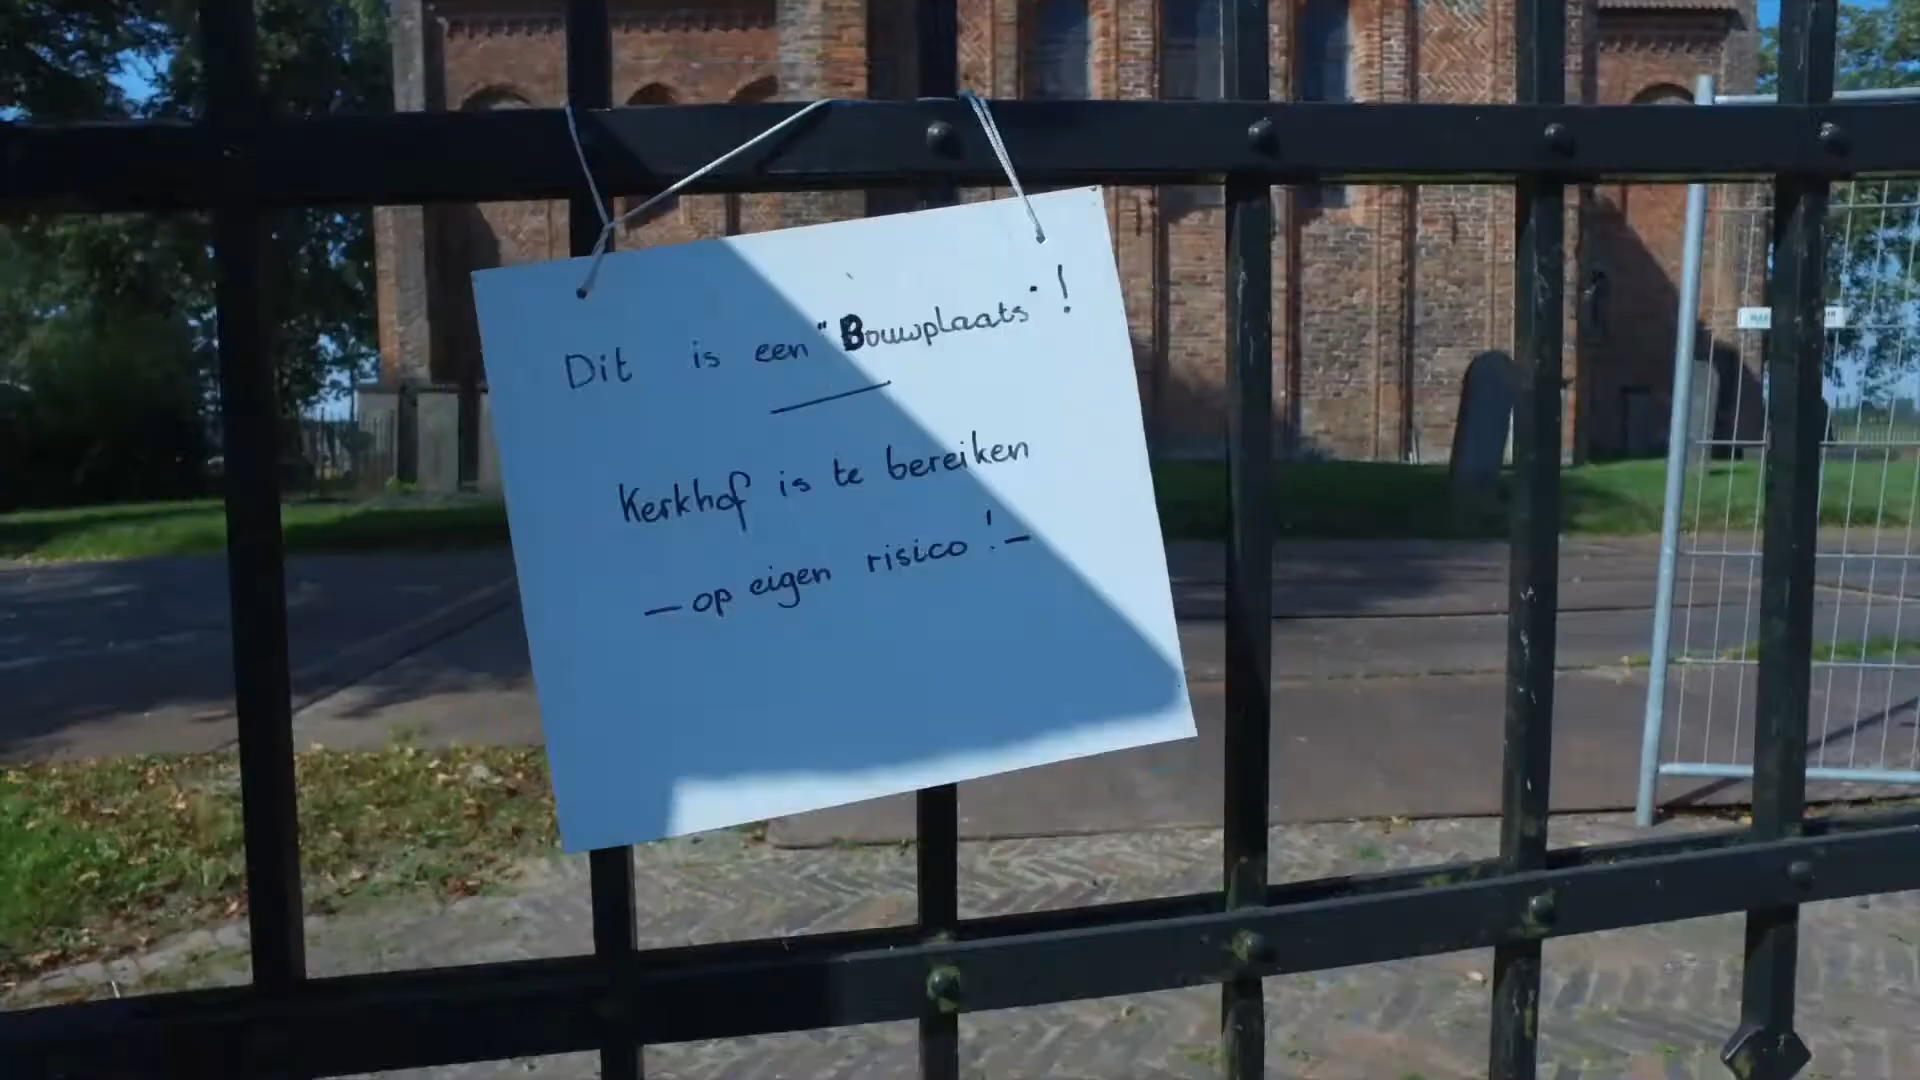 Dit is een "Bouwplaats"!
Kerkhof is te bereiken
— op eigen risico! —